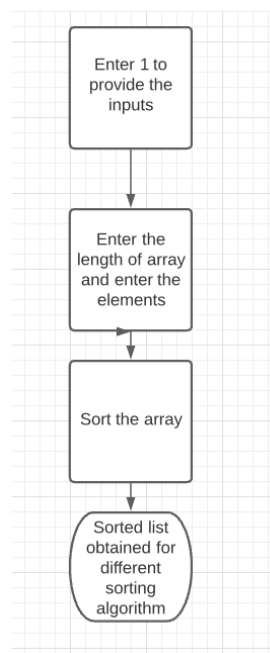 Enter 1 to
provide the
inputs
Enter the
length of array
and enter the
elements
Sort the array
Sorted list
obtained for
different
sorting
algorithm